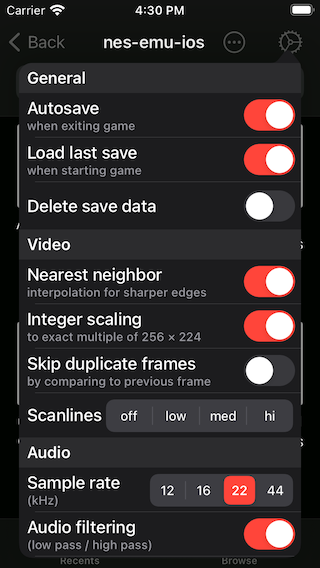 Carrier 4:30 PM
Back nes-emu-ios
General
Autosave
when exiting game
Load last save
when starting game
Delete save data
Video
Nearest neighbor
interpolation for sharper edges
Integer scaling
to exact multiple of 256 × 224
Skip duplicate frames
by comparing to previous frame
Scanlines off low med hi
Audio
Sample rate 12 16 22 44
(kHz)
Audio filtering
(low pass / high pass)
Recents Browse